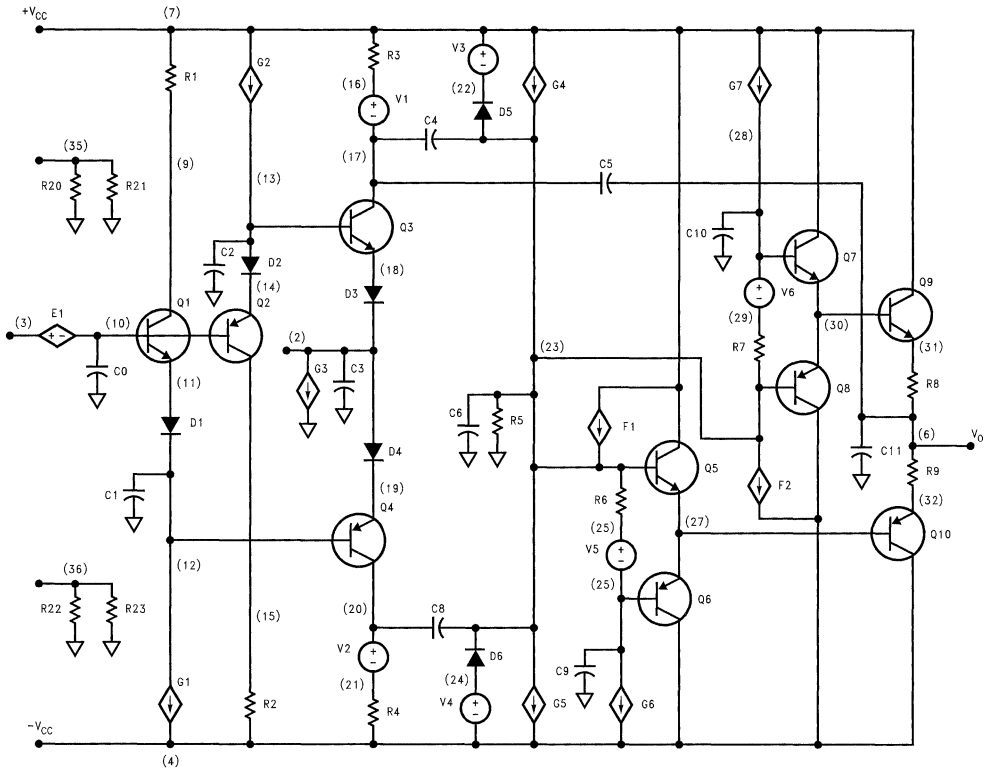 +VCC (7)
R1
G2
R3
V3
(16)
(22)
V1
D5
G4
G7
(28)
C4
(17)
(35)
(9)
R20
R21
(13)
C5
Q3
C2
D2
(14)
(18)
D3
C10
Q7
V6
(29)
Q9
(3)
E1
(10)
Q1
Q2
(2)
(23)
R7
(30)
(31)
C0
(11)
G3
C3
Q8
R8
D1
C6
R5
F1
C11
(6)
VO
C1
D4
(19)
Q4
Q5
R6
F2
R9
(32)
(25)
(27)
Q10
(12)
V5
(36)
(25)
R22
R23
(15)
(20)
C8
Q6
V2
(21)
D6
(24)
C9
G1
R2
R4
V4
G5
G6
-VCC
(4)